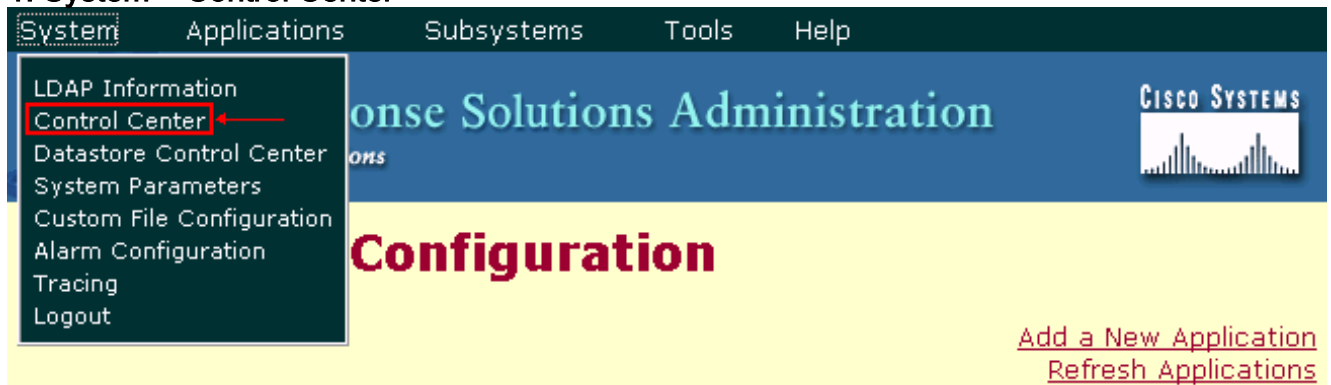 System Applications Subsystems Tools Help
LDAP Information
Control Center
Datastore Control Center
System Parameters
Custom File Configuration
Alarm Configuration
Tracing
Logout
onse Solutions Administration
ons
CISCO SYSTEMS
Configuration
Add a New Application
Refresh Applications